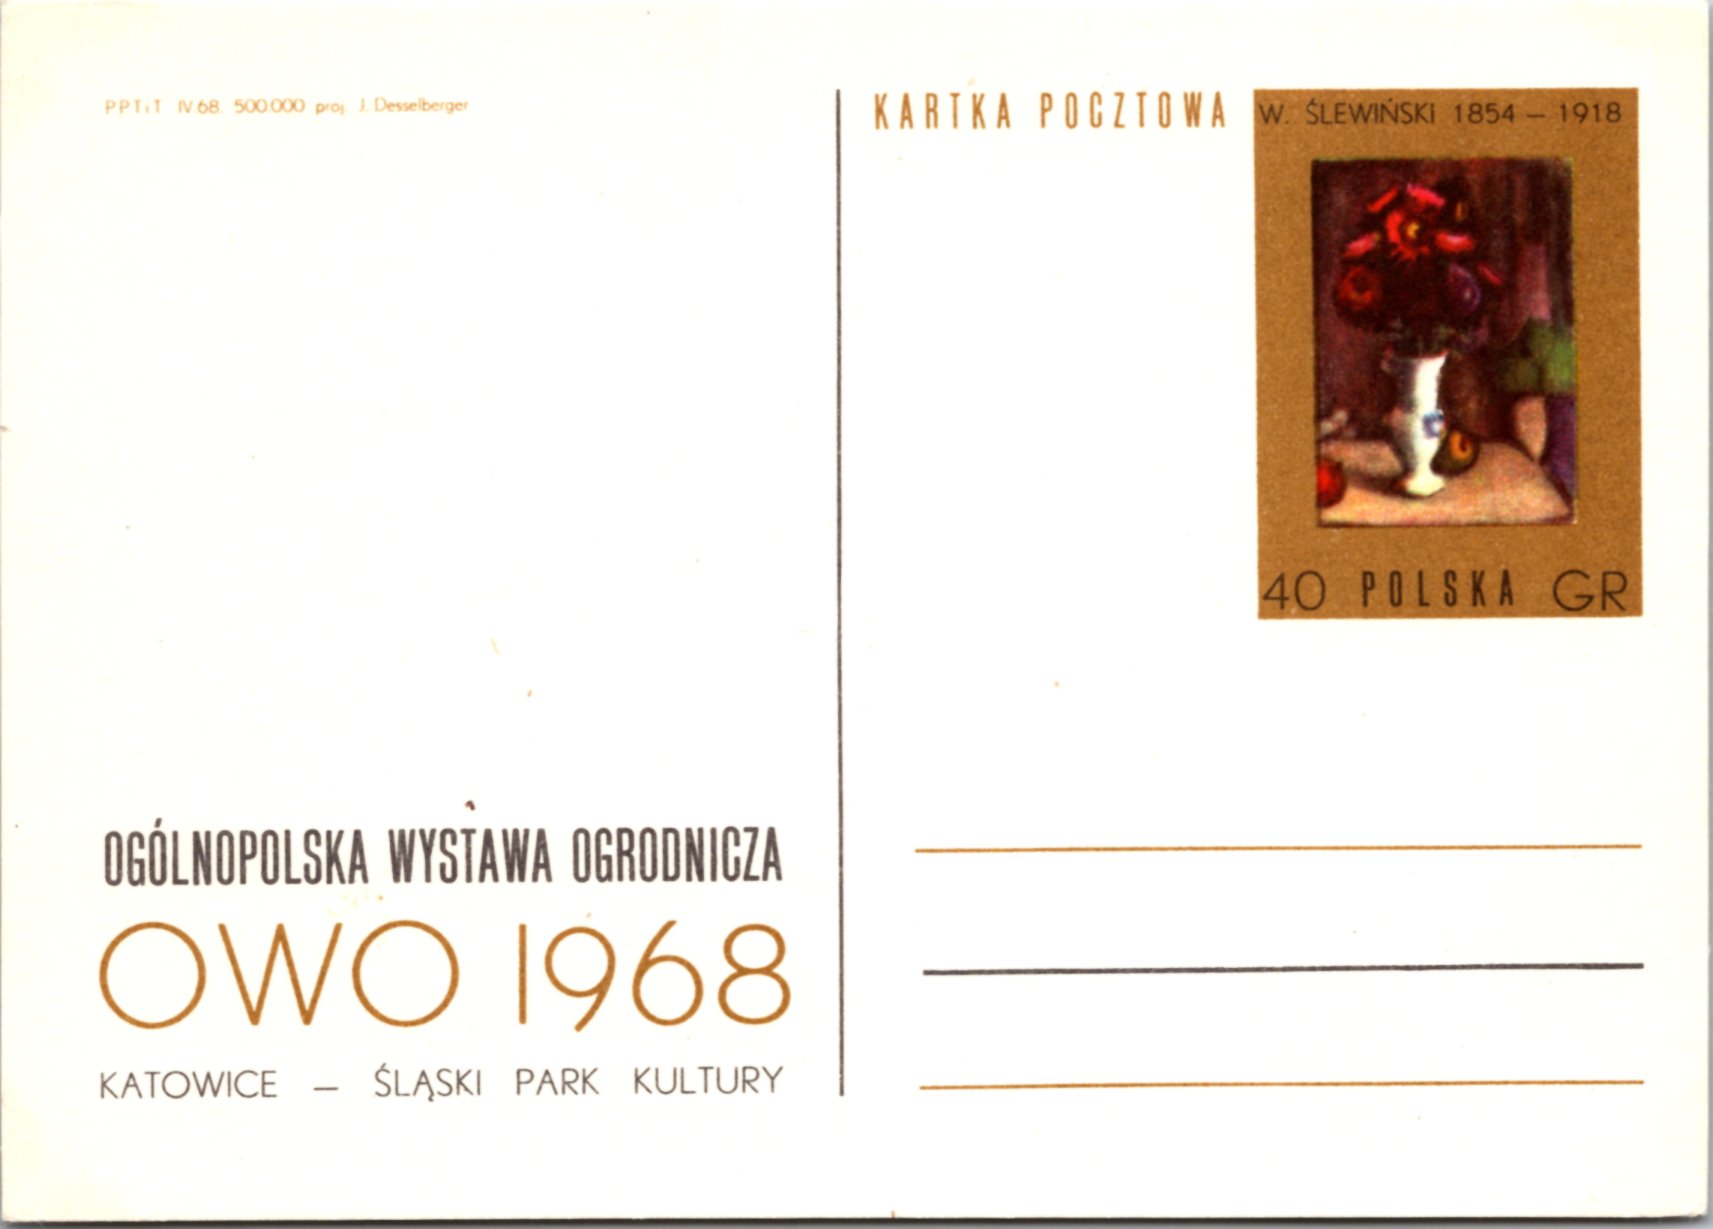 PPTiT IV.68. 500.000 proj. J. Desselberger
KARTKA POCZTOWA
W. ŚLEWIŃSKI 1854 – 1918
40 POLSKA GR
OGÓLNOPOLSKA WYSTAWA OGRODNICZA
OWO 1968
KATOWICE – ŚLĄSKI PARK KULTURY